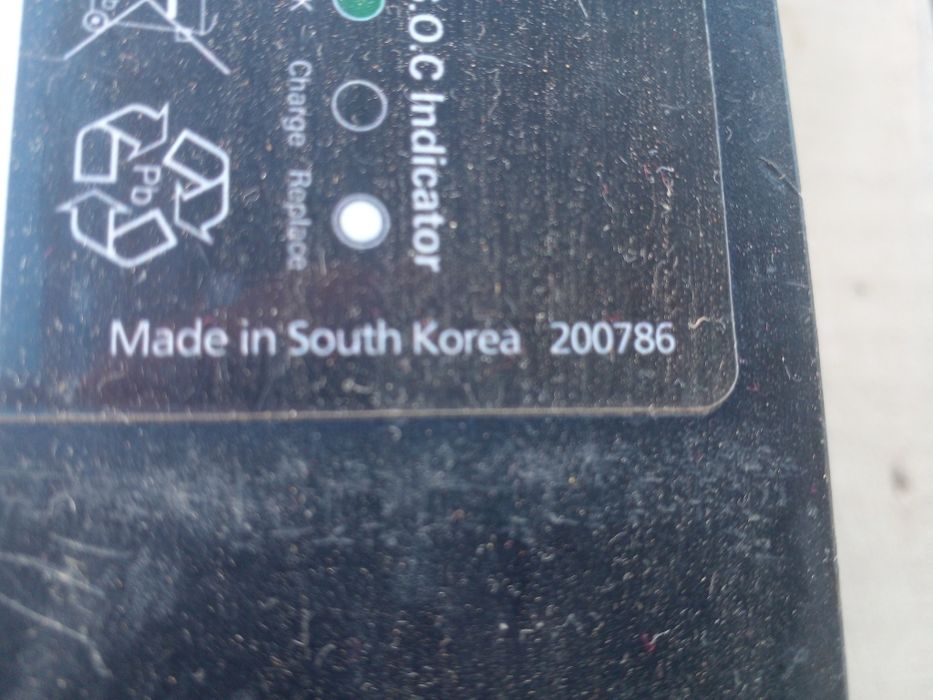 S.O.C Indicator
Charge Replace
Pb
Made in South Korea 200786